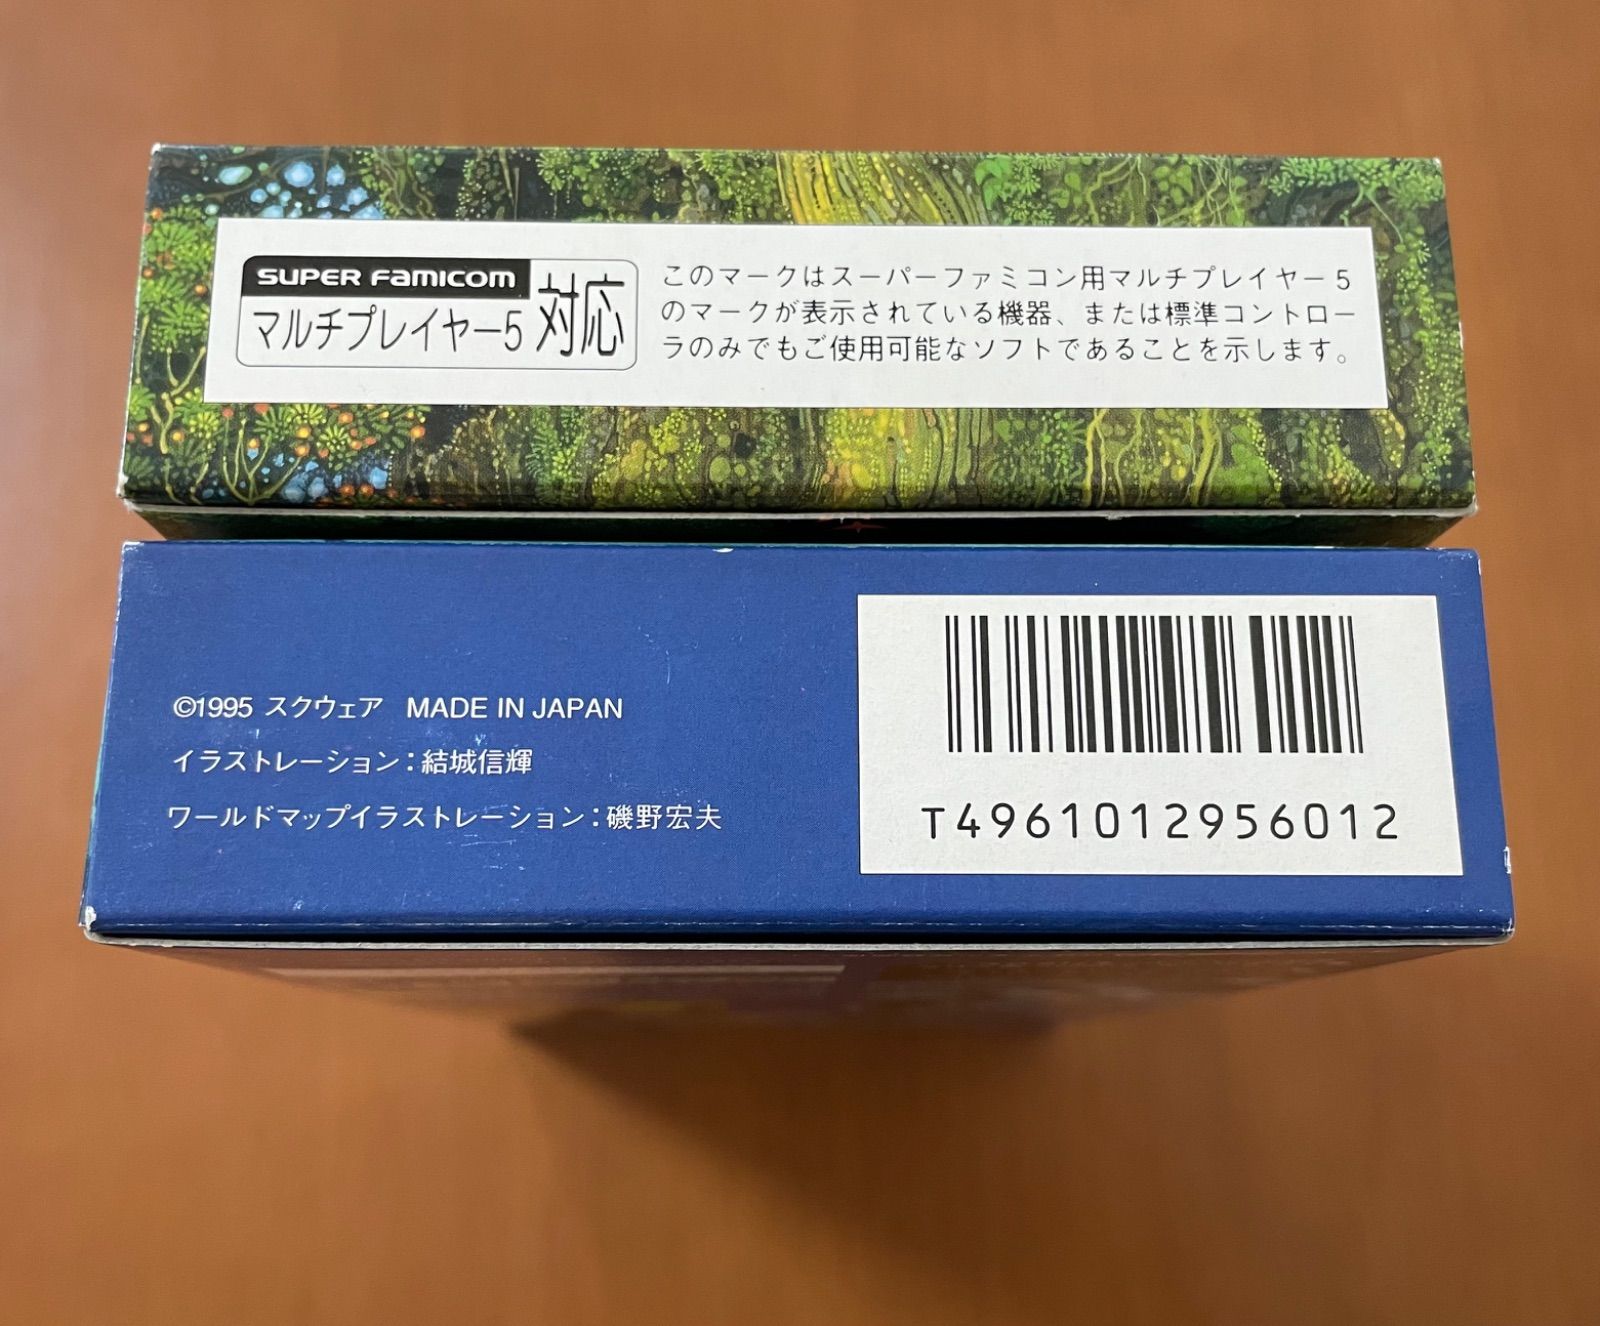 SUPER FAMICOM
マルチプレイヤー5 対応
このマークはスーパーファミコン用マルチプレイヤー5
のマークが表示されている機器、または標準コントロー
ラのみでもご使用可能なソフトであることを示します。
©1995 スクウェア MADE IN JAPAN
イラストレーション：結城信輝
ワールドマップイラストレーション：磯野宏夫
T4961012956012